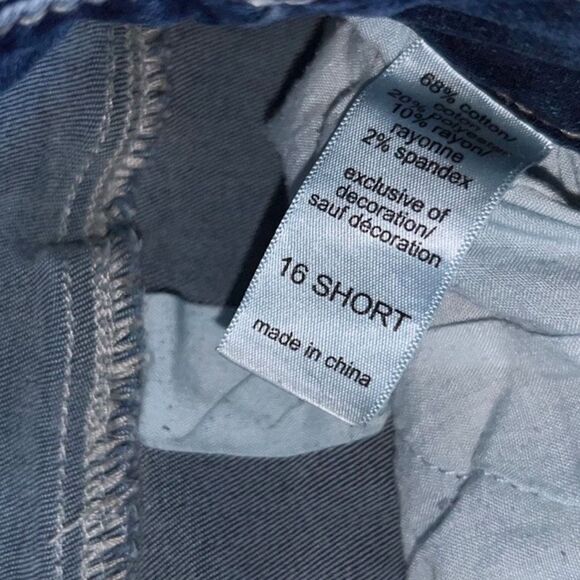 68% cotton/
coton
20% polyester
10% rayon/
rayonne
2% spandex
exclusive of
decoration/
sauf décoration
16 SHORT
made in china